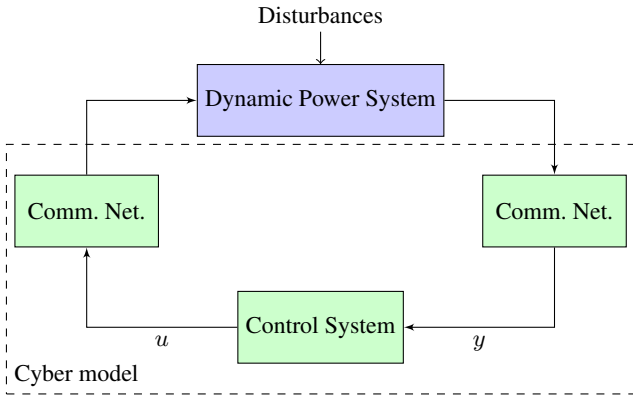 Disturbances
Dynamic Power System
Comm. Net.
Comm. Net.
Control System
u
y
Cyber model